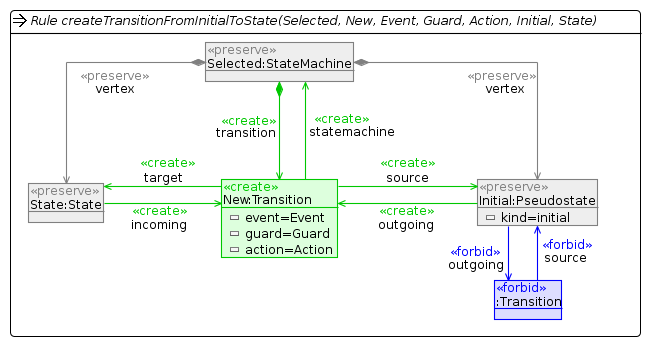 Rule createTransitionFromInitialToState(Selected, New, Event, Guard, Action, Initial, State)
«preserve»
Selected:StateMachine
«preserve»
vertex
«preserve»
vertex
«create»
transition
«create»
statemachine
«create»
target
«create»
source
«preserve»
State:State
«create»
New:Transition
event=Event
guard=Guard
action=Action
«preserve»
Initial:Pseudostate
kind=initial
«create»
incoming
«create»
outgoing
«forbid»
outgoing
«forbid»
source
«forbid»
:Transition